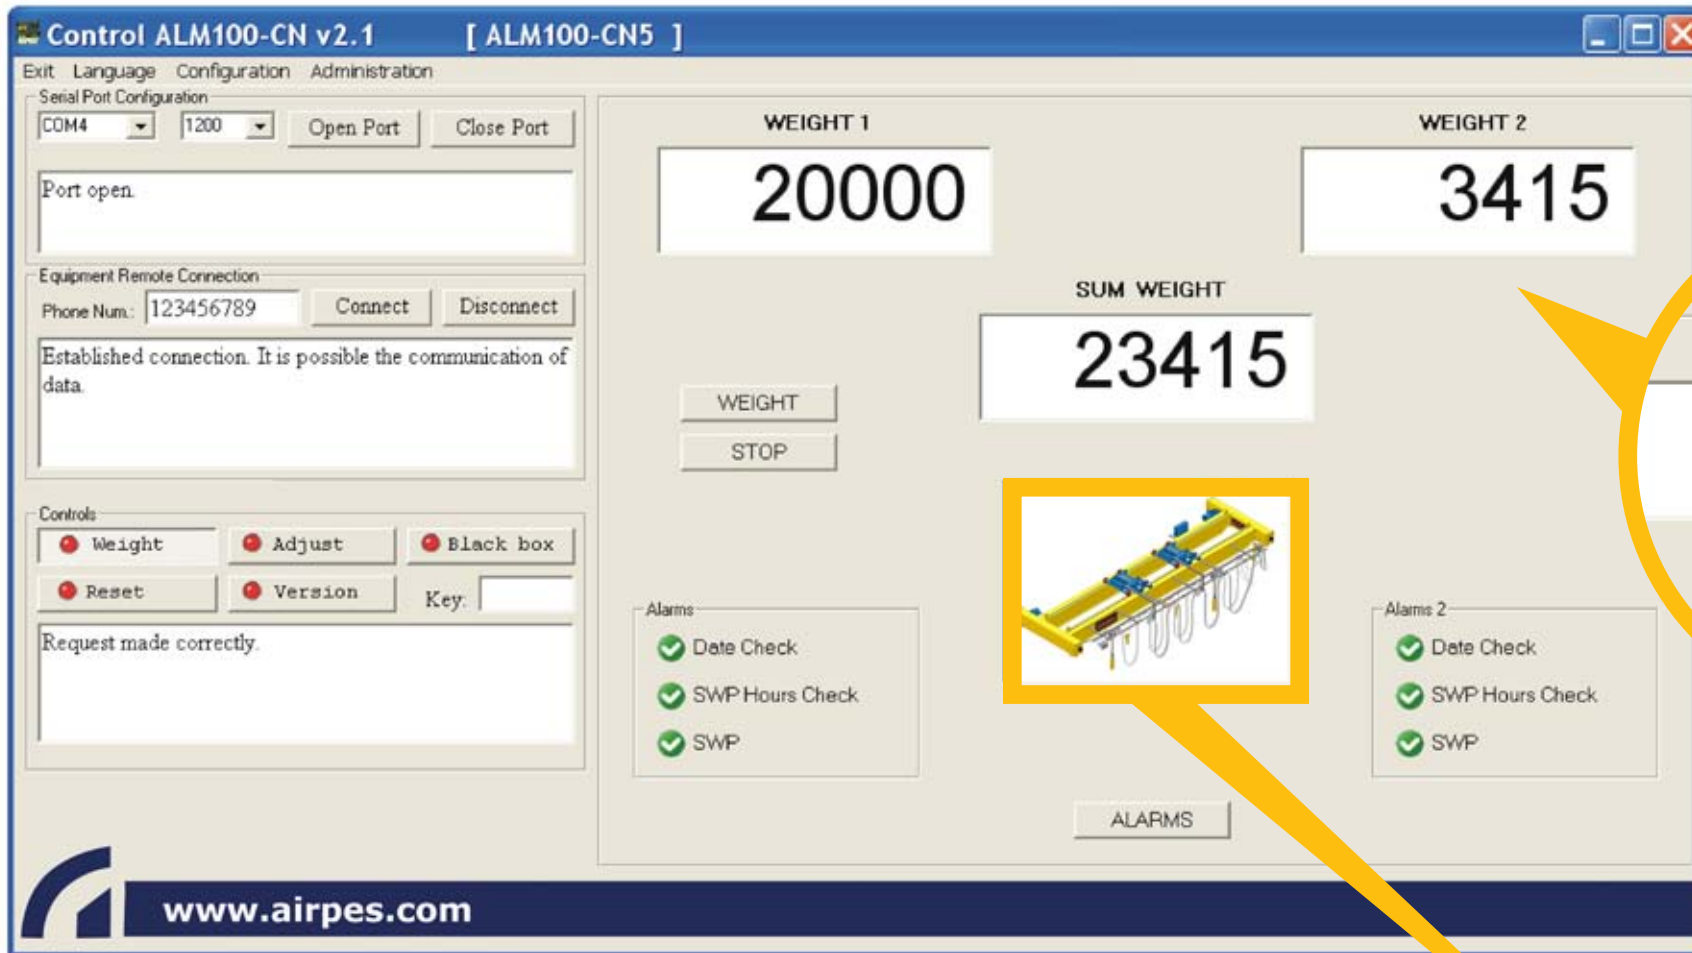 Control ALM100-CN v2.1 [ ALM100-CN5 ]
Exit Language Configuration Administration
Serial Port Configuration
COM4 1200 Open Port Close Port
Port open.
Equipment Remote Connection
Phone Num.: 123456789 Connect Disconnect
Established connection. It is possible the communication of
data.
Controls
Weight Adjust Black box
Reset Version Key:
Request made correctly.
WEIGHT 1
20000
WEIGHT 2
3415
SUM WEIGHT
23415
WEIGHT
STOP
Alarms
Date Check
SWP Hours Check
SWP
Alarms 2
Date Check
SWP Hours Check
SWP
ALARMS
www.airpes.com